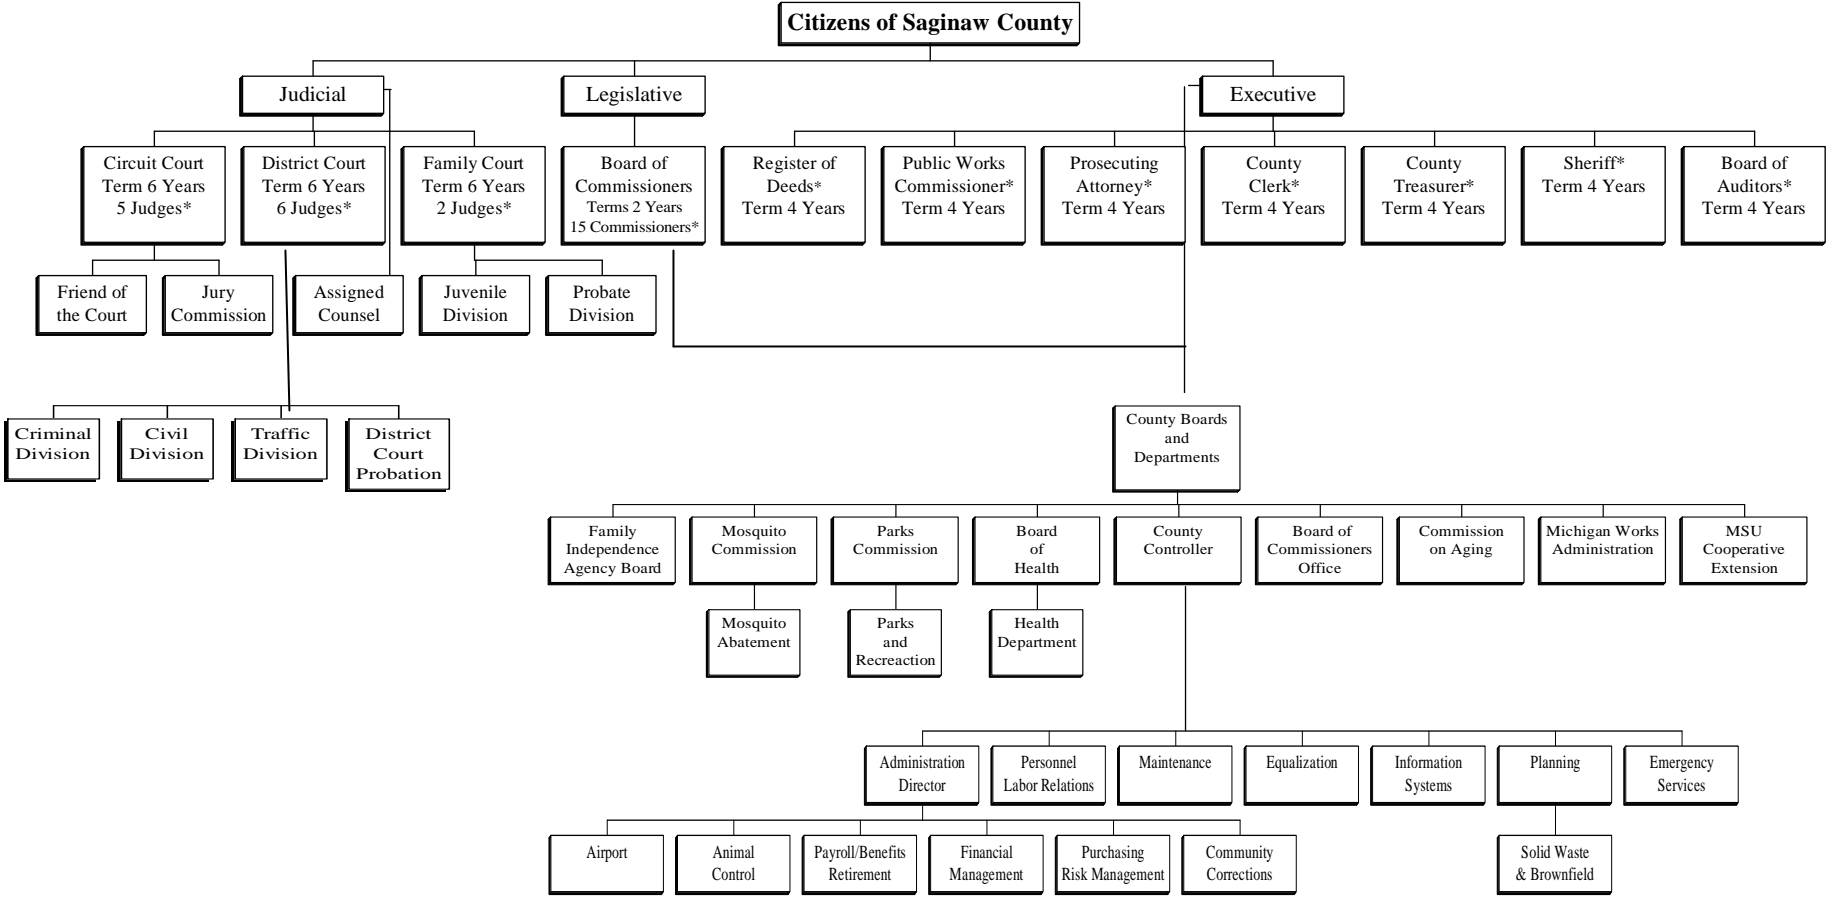 Citizens of Saginaw County
Judicial
Legislative
Executive
Circuit Court
Term 6 Years
5 Judges*
District Court
Term 6 Years
6 Judges*
Family Court
Term 6 Years
2 Judges*
Board of
Commissioners
Terms 2 Years
15 Commissioners*
Register of
Deeds*
Term 4 Years
Public Works
Commissioner*
Term 4 Years
Prosecuting
Attorney*
Term 4 Years
County
Clerk*
Term 4 Years
County
Treasurer*
Term 4 Years
Sheriff*
Term 4 Years
Board of
Auditors*
Term 4 Years
Friend of
the Court
Jury
Commission
Assigned
Counsel
Juvenile
Division
Probate
Division
Criminal
Division
Civil
Division
Traffic
Division
District
Court
Probation
County Boards
and
Departments
Family
Independence
Agency Board
Mosquito
Commission
Parks
Commission
Board
of
Health
County
Controller
Board of
Commissioners
Office
Commission
on Aging
Michigan Works
Administration
MSU
Cooperative
Extension
Mosquito
Abatement
Parks
and
Recreaction
Health
Department
Administration
Director
Personnel
Labor Relations
Maintenance
Equalization
Information
Systems
Planning
Emergency
Services
Airport
Animal
Control
Payroll/Benefits
Retirement
Financial
Management
Purchasing
Risk Management
Community
Corrections
Solid Waste
& Brownfield